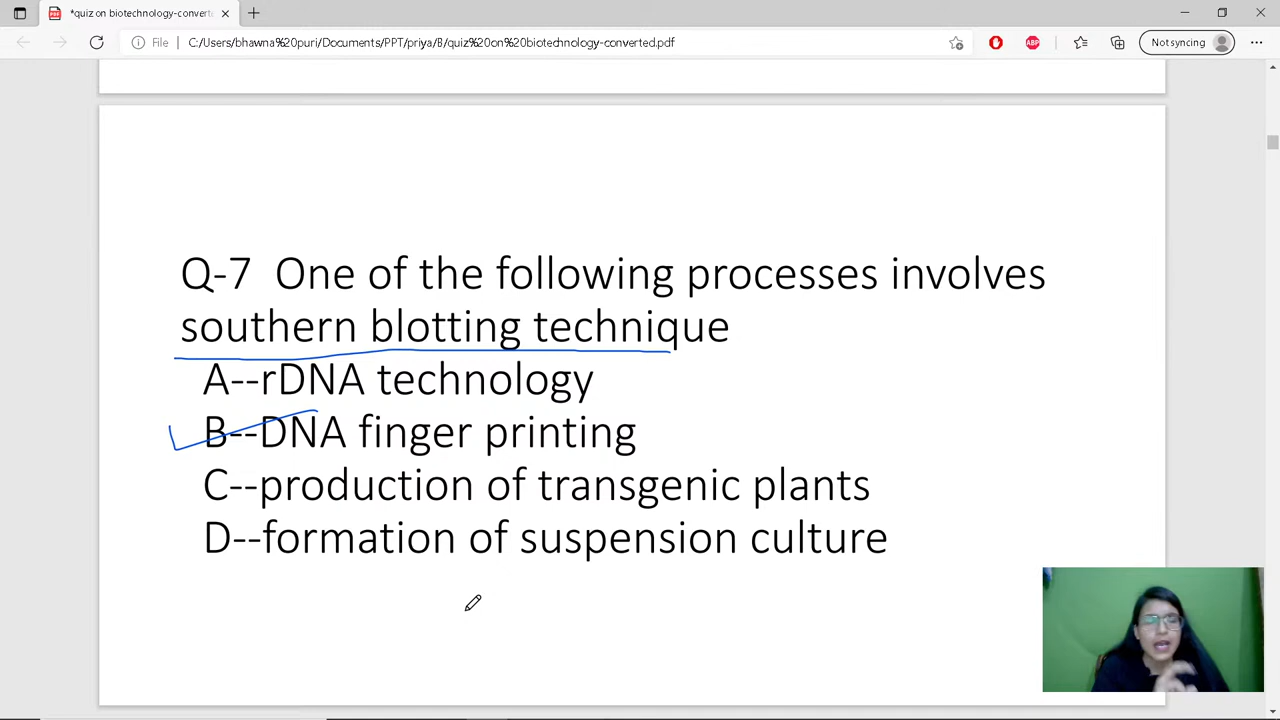 *quiz on biotechnology-converte
File
C:/Users/bhawna%20puri/Documents/PPT/priya/B/quiz%20on%20biotechnology-converted.pdf
ABP
Not syncing
Q-7 One of the following processes involves
southern blotting technique
A--rDNA technology
B--DNA finger printing
C--production of transgenic plants
D--formation of suspension culture